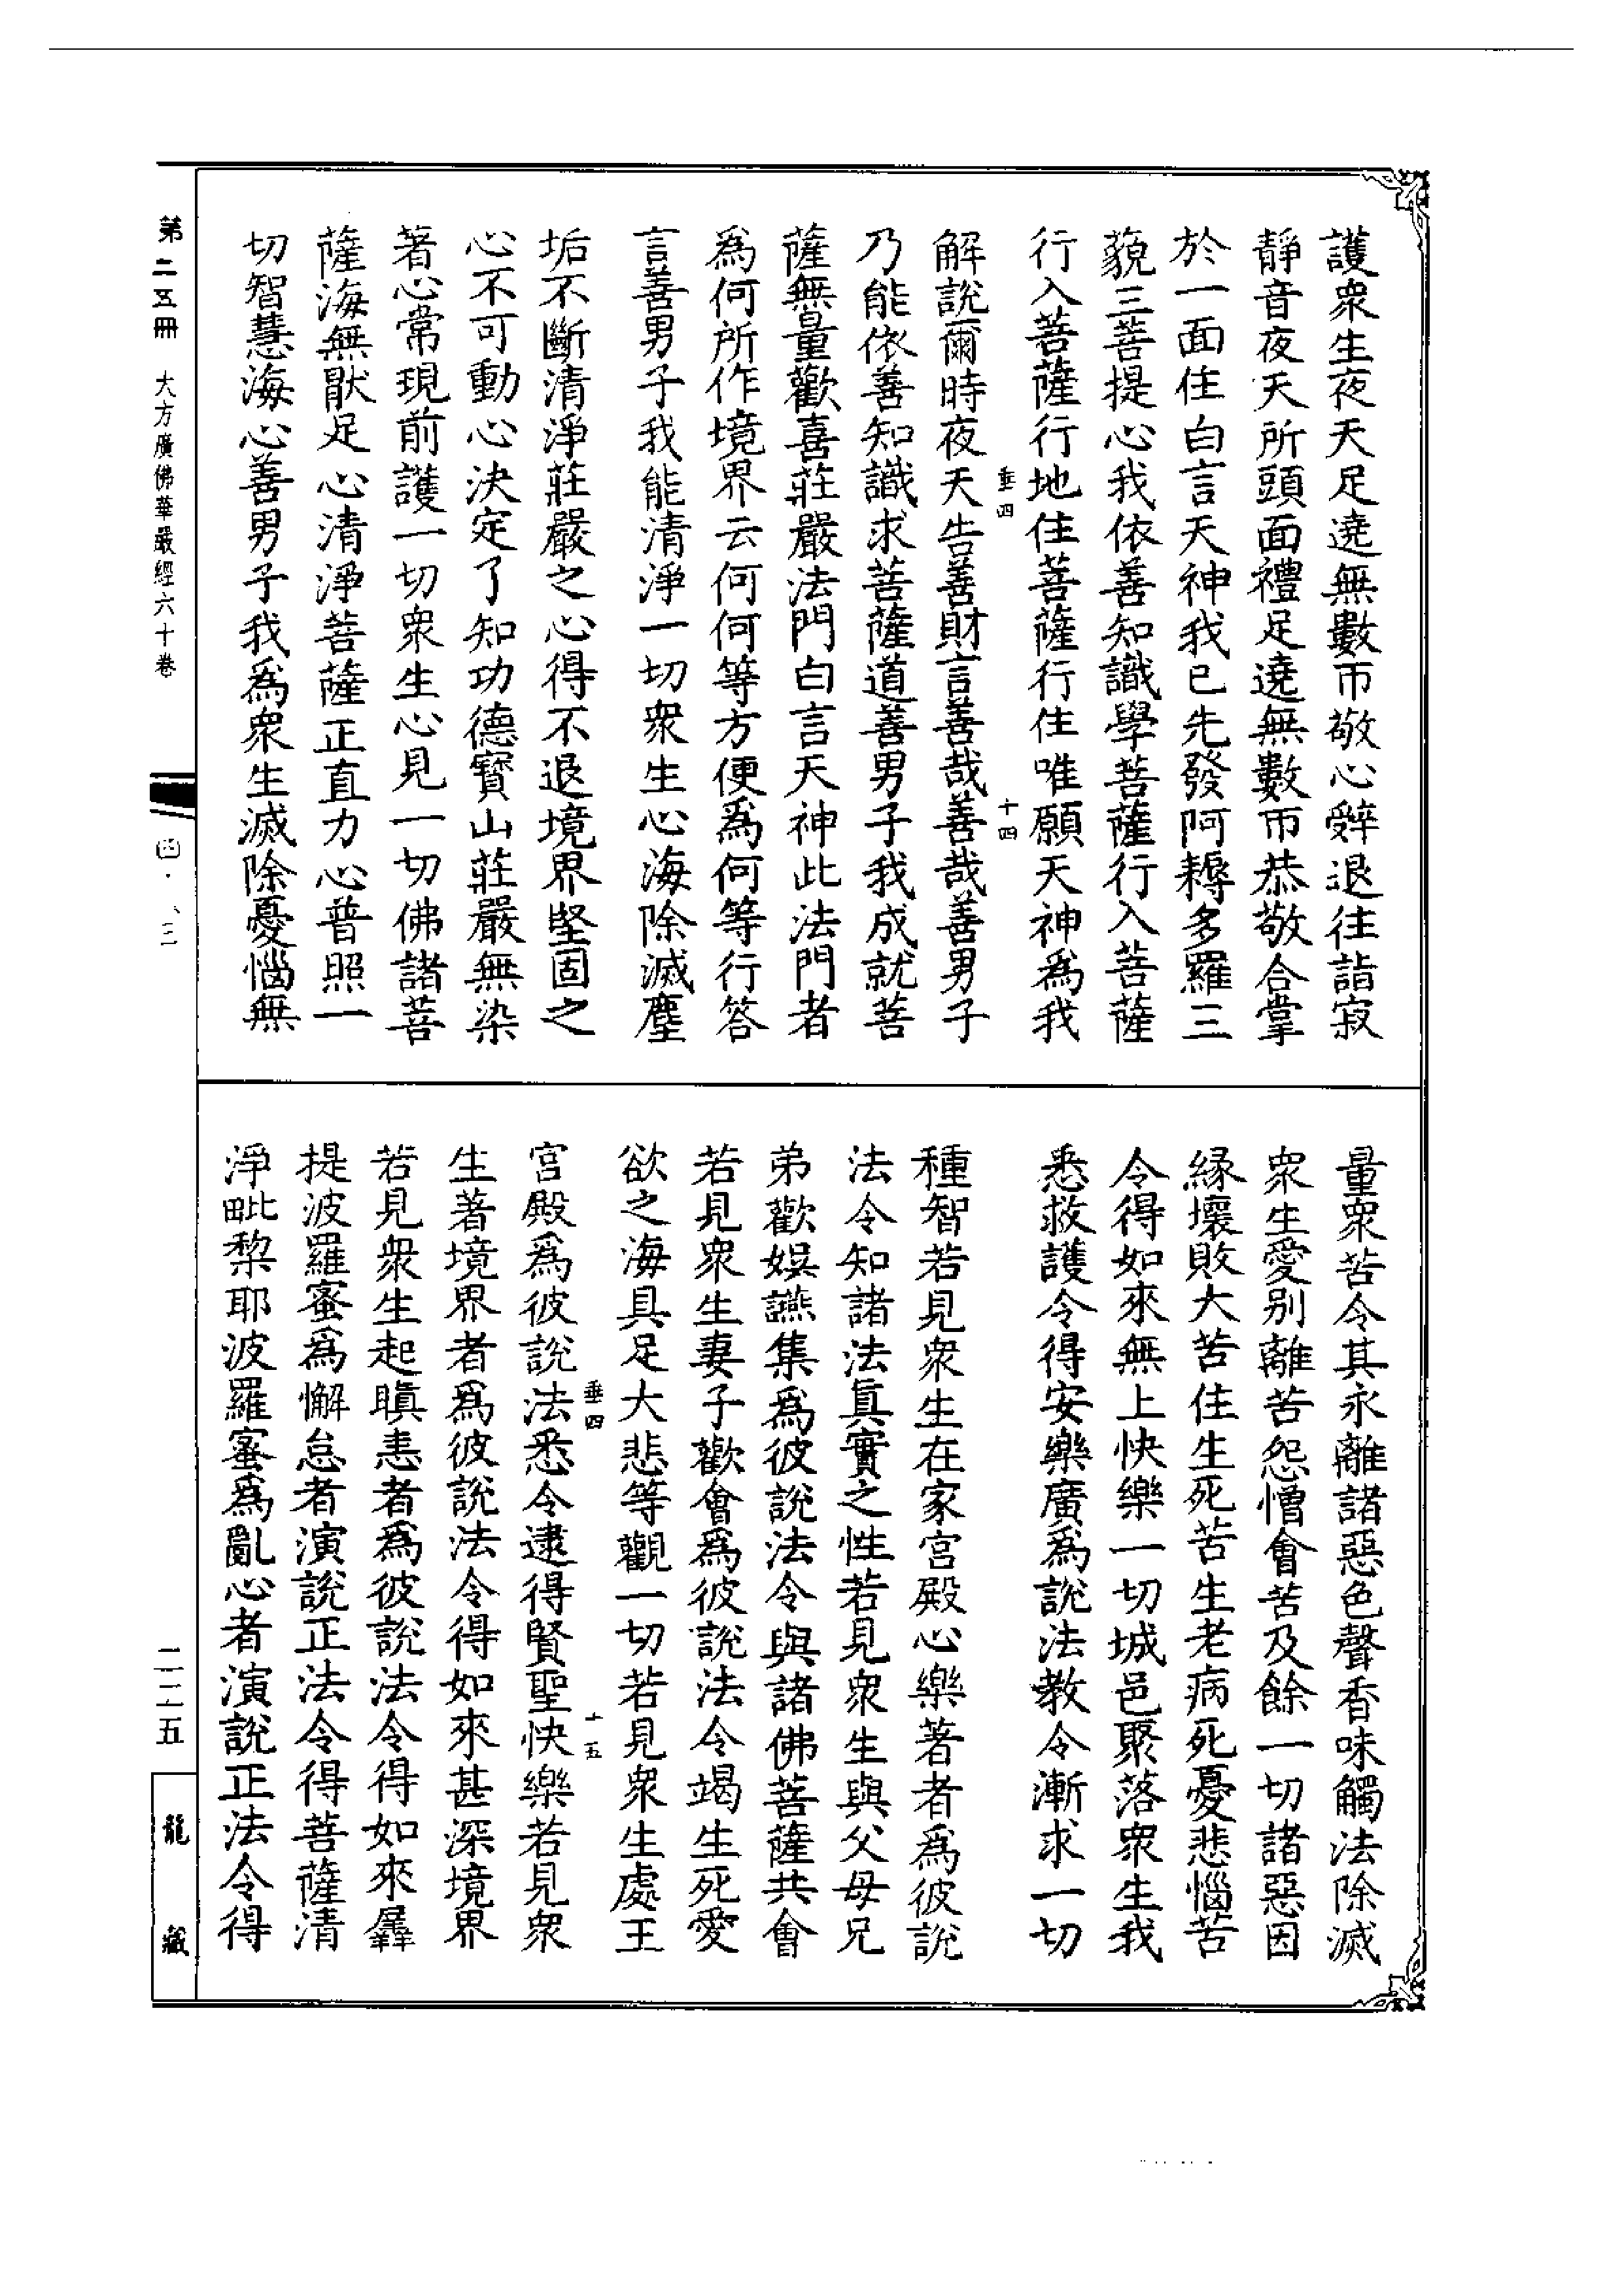 護衆生夜天足遶無數帀敬心辭退往詣寂
靜音夜天所頭面禮足遶無數帀恭敬合掌
於一面住白言天神我已先發阿耨多羅三
藐三菩提心我依善知識學菩薩行入菩薩
行入菩薩行地住菩薩行住唯願天神爲我
垂四
十四
解說爾時夜天告善財言善哉善哉善男子
乃能依善知識求菩薩道善男子我成就菩
薩無量歡喜莊嚴法門白言天神此法門者
爲何所作境界云何何等方便爲何等行答
言善男子我能清淨一切衆生心海除滅塵
垢不斷清淨莊嚴之心得不退境界堅固之
心不可動心決定了知功德寶山莊嚴無染
著心常現前護一切衆生心見一切佛諸菩
薩海無猒足心清淨菩薩正直力心普照一
切智慧海心善男子我爲衆生滅除憂惱無
量衆苦令其永離諸惡色聲香味觸法除滅
衆生愛別離苦怨憎會苦及餘一切諸惡因
緣壞敗大苦住生死苦生老病死憂悲惱苦
令得如來無上快樂一切城邑聚落衆生我
悉救護令得安樂廣爲說法教令漸求一切
種智若見衆生在家宮殿心樂著者爲彼說
法令知諸法真實之性若見衆生與父母兄
弟歡娛讌集爲彼說法令與諸佛菩薩共會
若見衆生妻子歡會爲彼說法令竭生死愛
欲之海具足大悲等觀一切若見衆生處王
垂四
十五
宮殿爲彼說法悉令逮得賢聖快樂若見衆
生著境界者爲彼說法令得如來甚深境界
若見衆生起瞋恚者爲彼說法令得如來羼
提波羅蜜爲懈怠者演說正法令得菩薩清
淨毗棃耶波羅蜜爲亂心者演說正法令得
第二五冊 大方廣佛華嚴經六十卷
二二五
龍藏